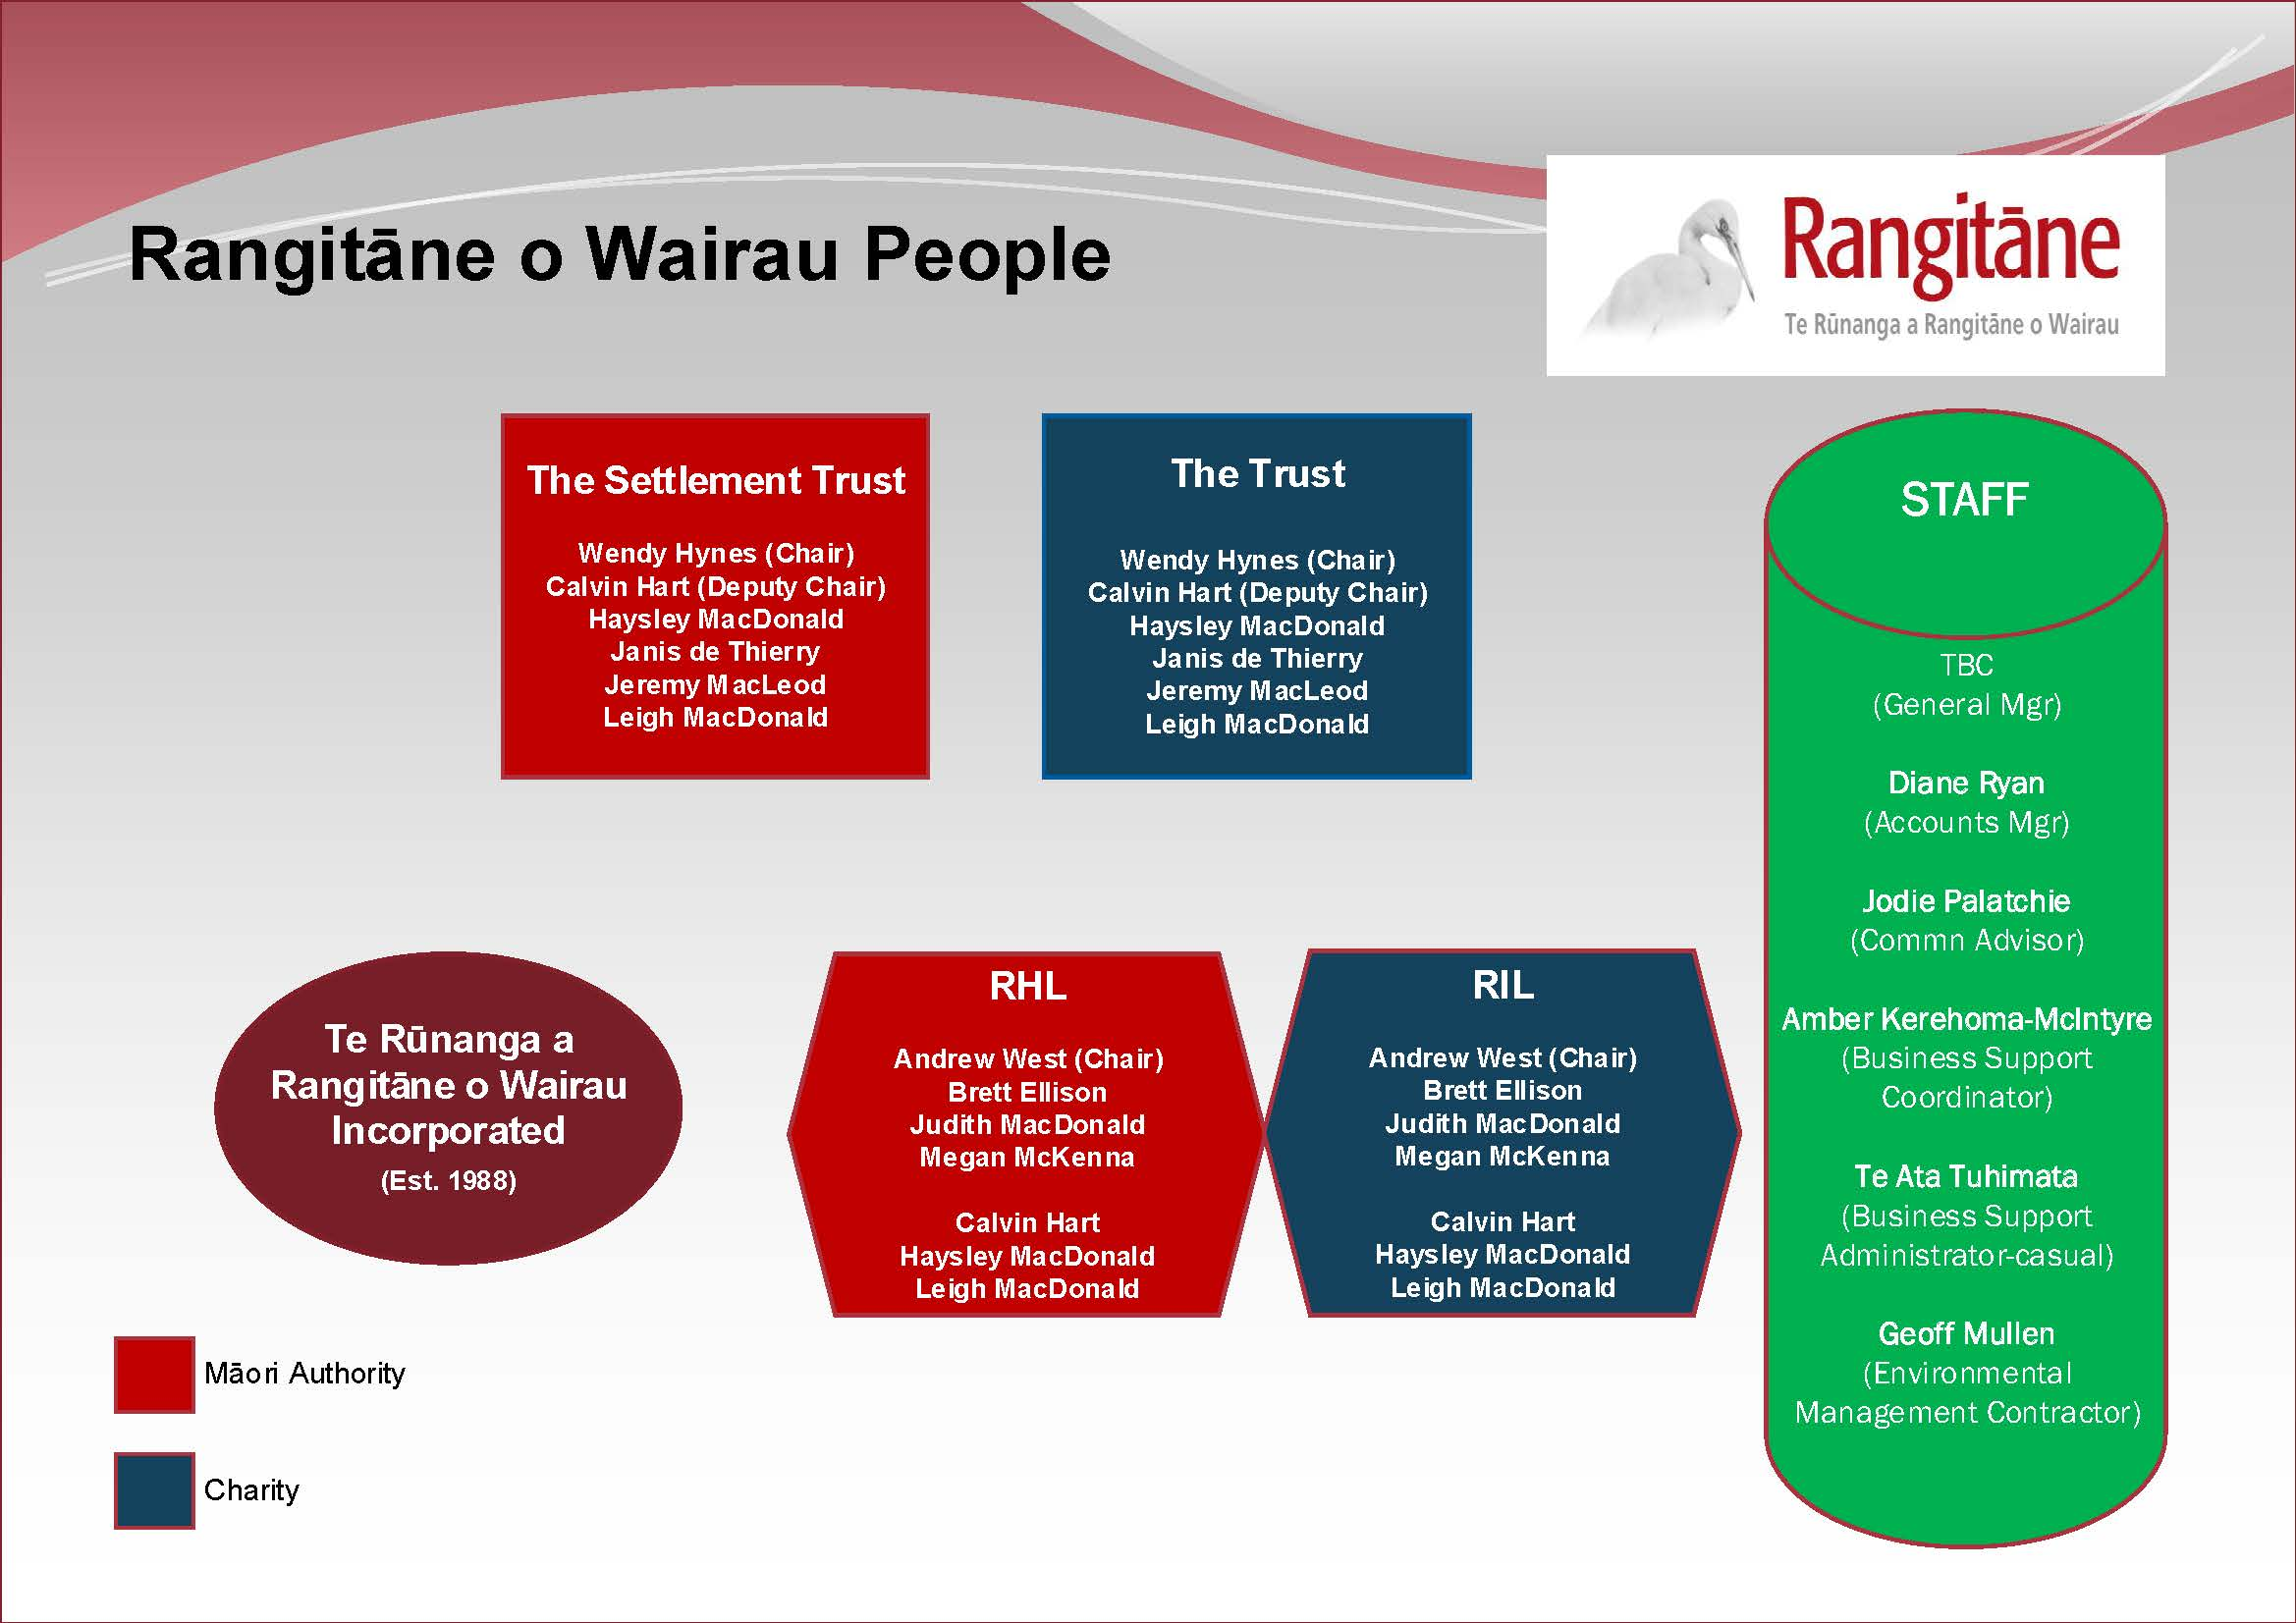 Rangitāne o Wairau People
Rangitāne
Te Rūnanga a Rangitāne o Wairau
The Settlement Trust
Wendy Hynes (Chair)
Calvin Hart (Deputy Chair)
Haysley MacDonald
Janis de Thierry
Jeremy MacLeod
Leigh MacDonald
The Trust
Wendy Hynes (Chair)
Calvin Hart (Deputy Chair)
Haysley MacDonald
Janis de Thierry
Jeremy MacLeod
Leigh MacDonald
STAFF
TBC
(General Mgr)
Diane Ryan
(Accounts Mgr)
Jodie Palatchie
(Commn Advisor)
Amber Kerehoma-McIntyre
(Business Support
Coordinator)
Te Ata Tuhimata
(Business Support
Administrator-casual)
Geoff Mullen
(Environmental
Management Contractor)
Te Rūnanga a
Rangitāne o Wairau
Incorporated
(Est. 1988)
RHL
Andrew West (Chair)
Brett Ellison
Judith MacDonald
Megan McKenna
Calvin Hart
Haysley MacDonald
Leigh MacDonald
RIL
Andrew West (Chair)
Brett Ellison
Judith MacDonald
Megan McKenna
Calvin Hart
Haysley MacDonald
Leigh MacDonald
Māori Authority
Charity